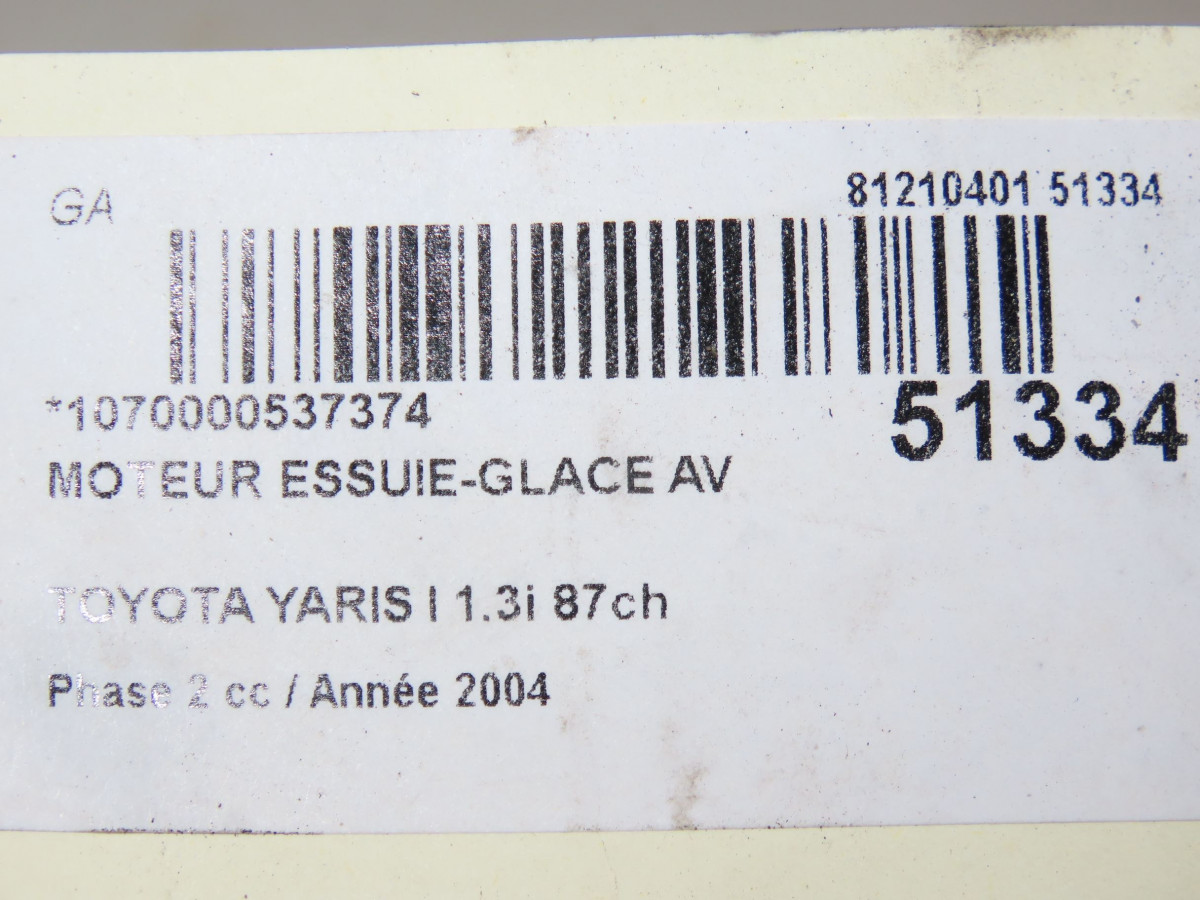 GA
81210401 51334
*1070000537374
51334
MOTEUR ESSUIE-GLACE AV
TOYOTA YARIS I 1.3i 87ch
Phase 2 cc / Année 2004